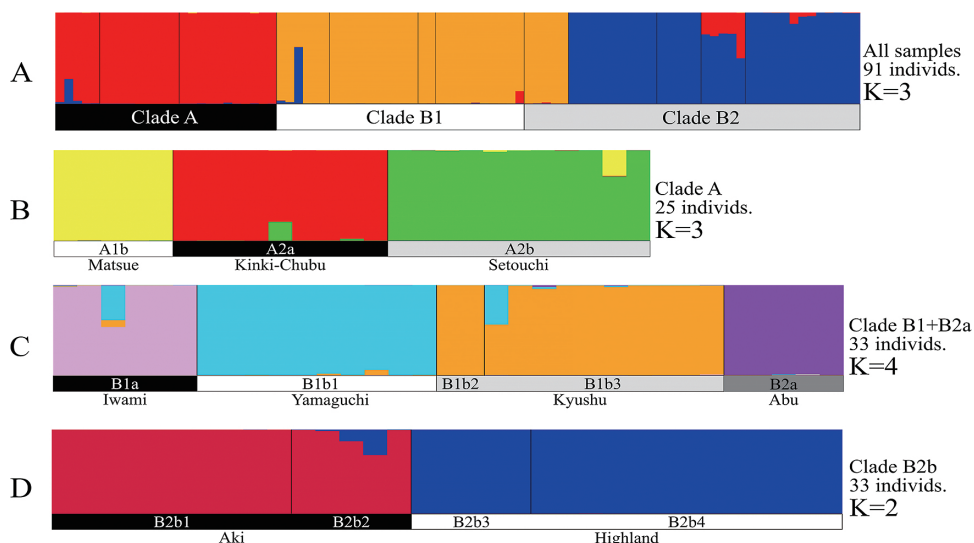 A
All samples
91 individs.
K=3
Clade A
Clade B1
Clade B2
B
Clade A
25 individs.
K=3
A1b
A2a
A2b
Matsue
Kinki-Chubu
Setouchi
C
Clade B1+B2a
33 individs.
K=4
B1a
B1b1
B1b2
B1b3
B2a
Iwami
Yamaguchi
Kyushu
Abu
D
Clade B2b
33 individs.
K=2
B2b1
B2b2
B2b3
B2b4
Aki
Highland